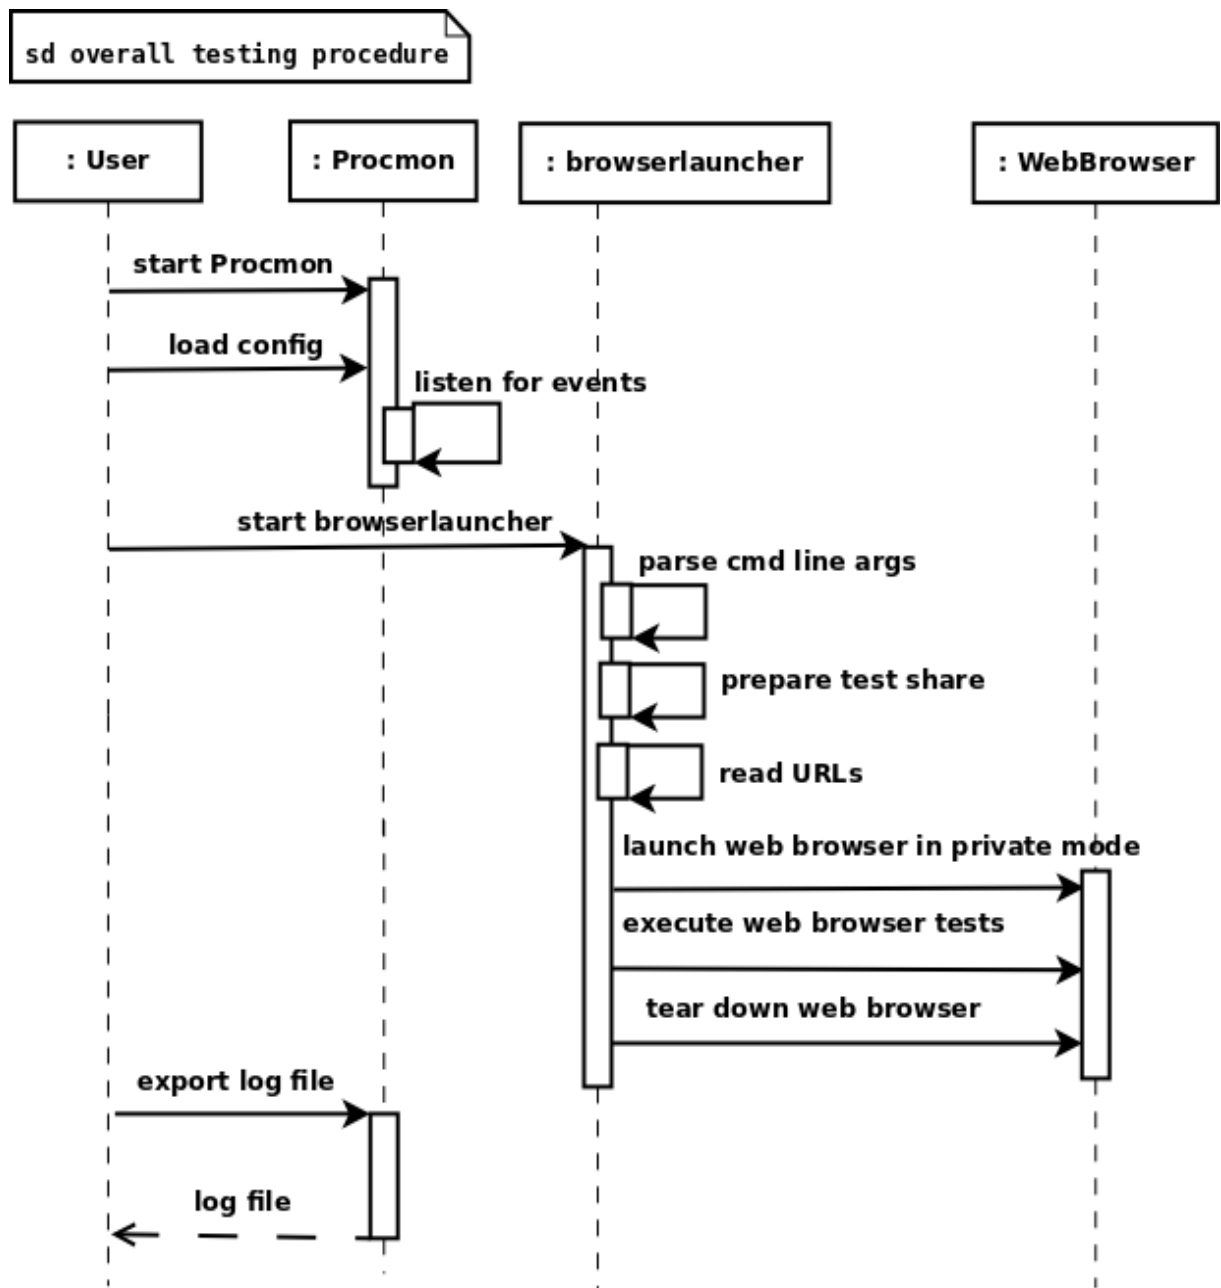 sd overall testing procedure
: User
: Procmon
: browserlauncher
: WebBrowser
start Procmon
load config
listen for events
start browserlauncher
parse cmd line args
prepare test share
read URLs
launch web browser in private mode
execute web browser tests
tear down web browser
export log file
log file